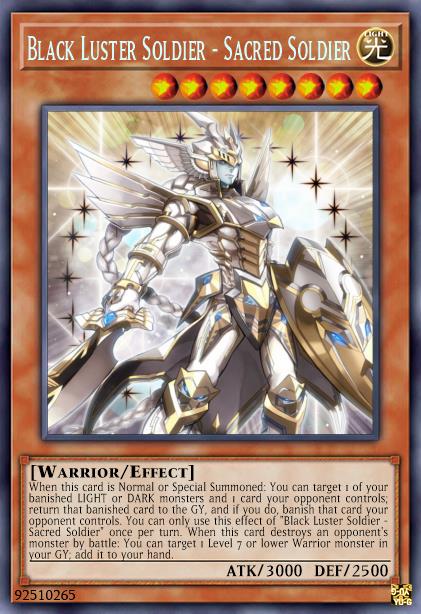 Black Luster Soldier - Sacred Soldier
LIGHT
光
[Warrior/Effect]
When this card is Normal or Special Summoned: You can target 1 of your
banished LIGHT or DARK monsters and 1 card your opponent controls;
return that banished card to the GY, and if you do, banish that card your
opponent controls. You can only use this effect of "Black Luster Soldier -
Sacred Soldier" once per turn. When this card destroys an opponent's
monster by battle: You can target 1 Level 7 or lower Warrior monster in
your GY; add it to your hand.
ATK/3000 DEF/2500
92510265